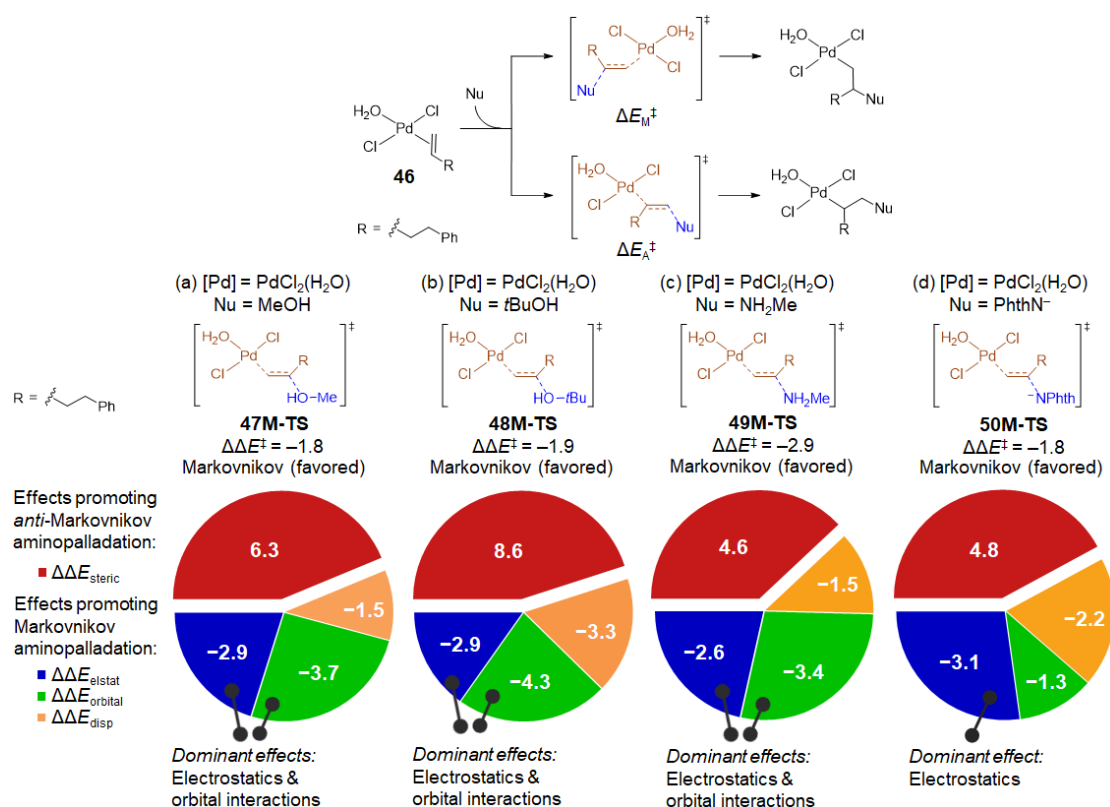 Cl
OH₂
R
Pd
Cl
Nu
‡
ΔE_M‡
H₂O
Cl
Pd
Cl
R
Nu
H₂O
Cl
Pd
Cl
R
46
Nu
H₂O
Cl
Pd
Cl
R
Nu
‡
ΔE_A‡
H₂O
Cl
Pd
Cl
Nu
R
R =
Ph
(a) [Pd] = PdCl₂(H₂O)
Nu = MeOH
(b) [Pd] = PdCl₂(H₂O)
Nu = tBuOH
(c) [Pd] = PdCl₂(H₂O)
Nu = NH₂Me
(d) [Pd] = PdCl₂(H₂O)
Nu = PhthN⁻
R =
Ph
H₂O
Cl
R
Pd
Cl
HO–Me
‡
H₂O
Cl
R
Pd
Cl
HO–tBu
‡
H₂O
Cl
R
Pd
Cl
NH₂Me
‡
H₂O
Cl
R
Pd
Cl
⁻NPhth
‡
47M-TS
ΔΔE‡ = –1.8
Markovnikov (favored)
48M-TS
ΔΔE‡ = –1.9
Markovnikov (favored)
49M-TS
ΔΔE‡ = –2.9
Markovnikov (favored)
50M-TS
ΔΔE‡ = –1.8
Markovnikov (favored)
Effects promoting
anti-Markovnikov
aminopalladation:
ΔΔE_steric
Effects promoting
Markovnikov
aminopalladation:
ΔΔE_elstat
ΔΔE_orbital
ΔΔE_disp
6.3
–1.5
–2.9
–3.7
8.6
–3.3
–2.9
–4.3
4.6
–1.5
–2.6
–3.4
4.8
–2.2
–3.1
–1.3
Dominant effects:
Electrostatics &
orbital interactions
Dominant effects:
Electrostatics &
orbital interactions
Dominant effects:
Electrostatics &
orbital interactions
Dominant effect:
Electrostatics